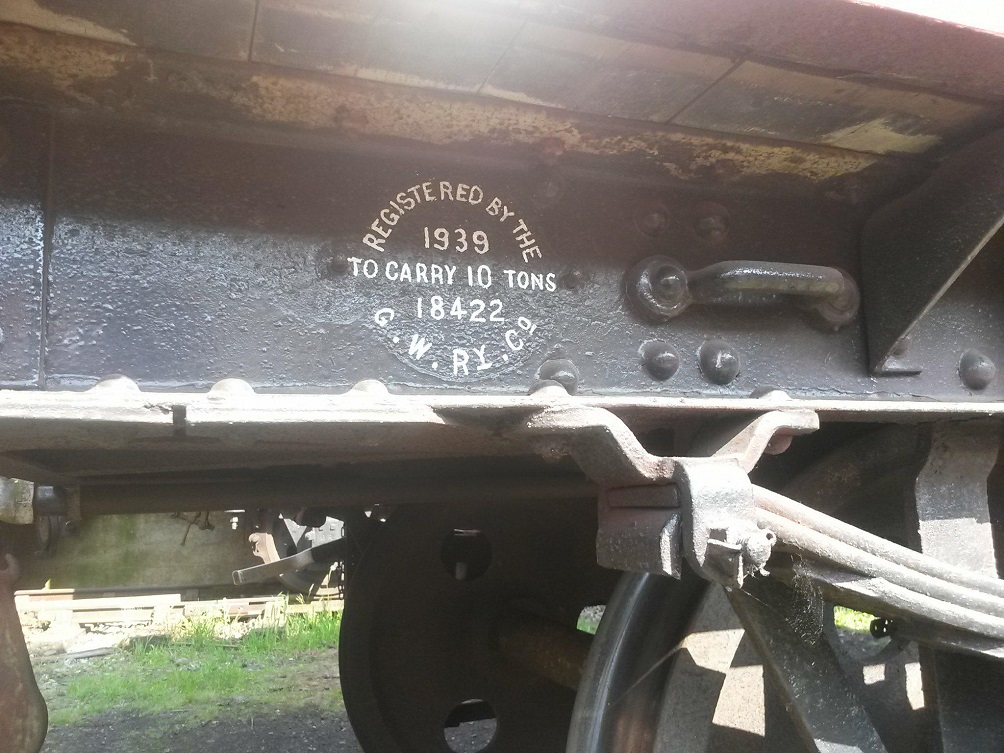 REGISTERED BY THE
1939
TO CARRY 10 TONS
18422
G.W.RY.Co.